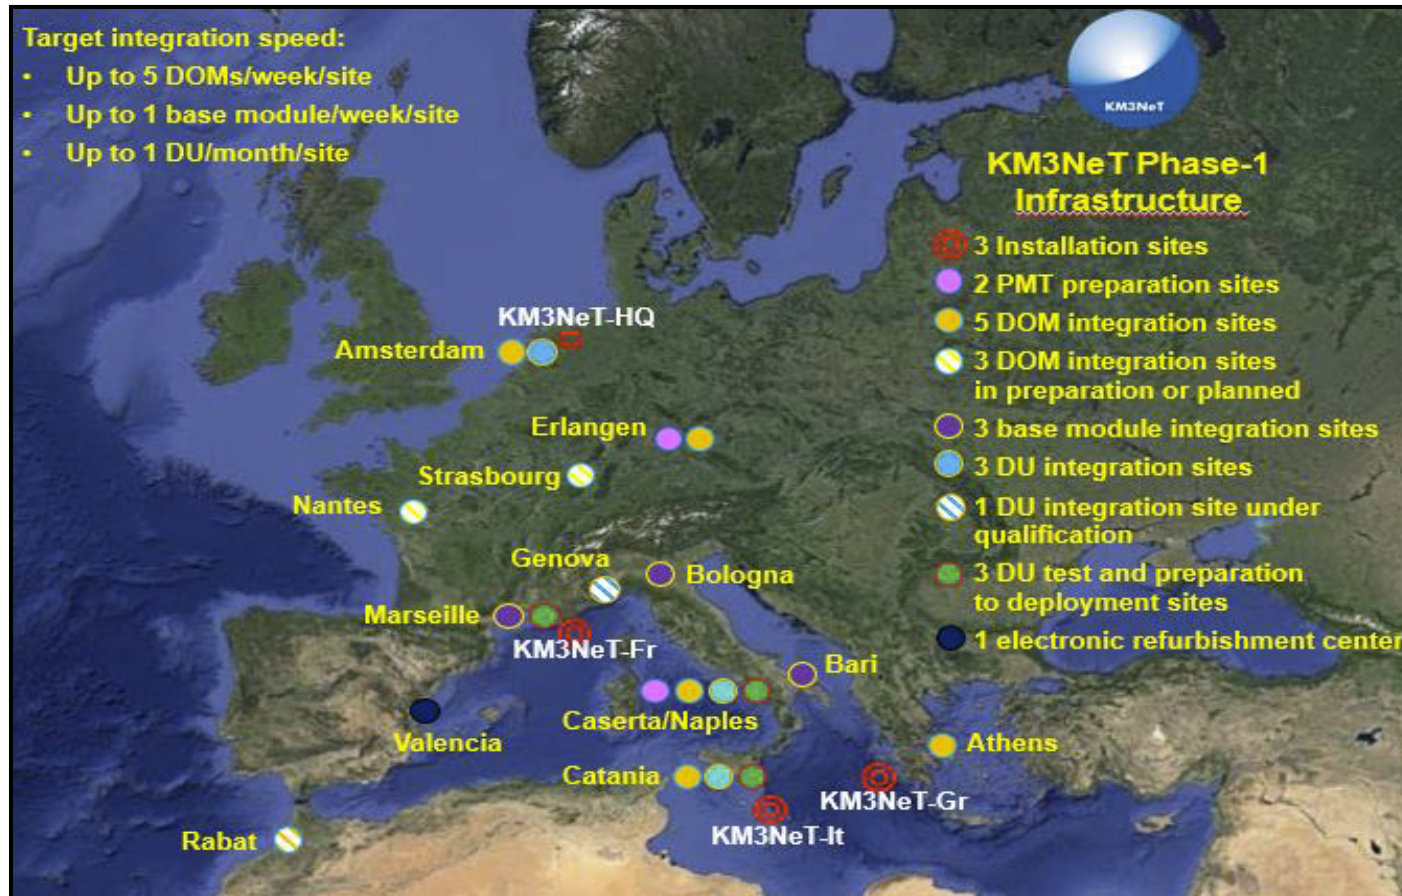 Target integration speed:
• Up to 5 DOMs/week/site
• Up to 1 base module/week/site
• Up to 1 DU/month/site
KM3NeT
KM3NeT Phase-1
Infrastructure
3 Installation sites
2 PMT preparation sites
5 DOM integration sites
3 DOM integration sites
in preparation or planned
3 base module integration sites
3 DU integration sites
1 DU integration site under
qualification
3 DU test and preparation
to deployment sites
1 electronic refurbishment center
KM3NeT-HQ
Amsterdam
Erlangen
Strasbourg
Nantes
Genova
Bologna
Marseille
KM3NeT-Fr
Bari
Caserta/Naples
Valencia
Athens
Catania
KM3NeT-Gr
KM3NeT-It
Rabat